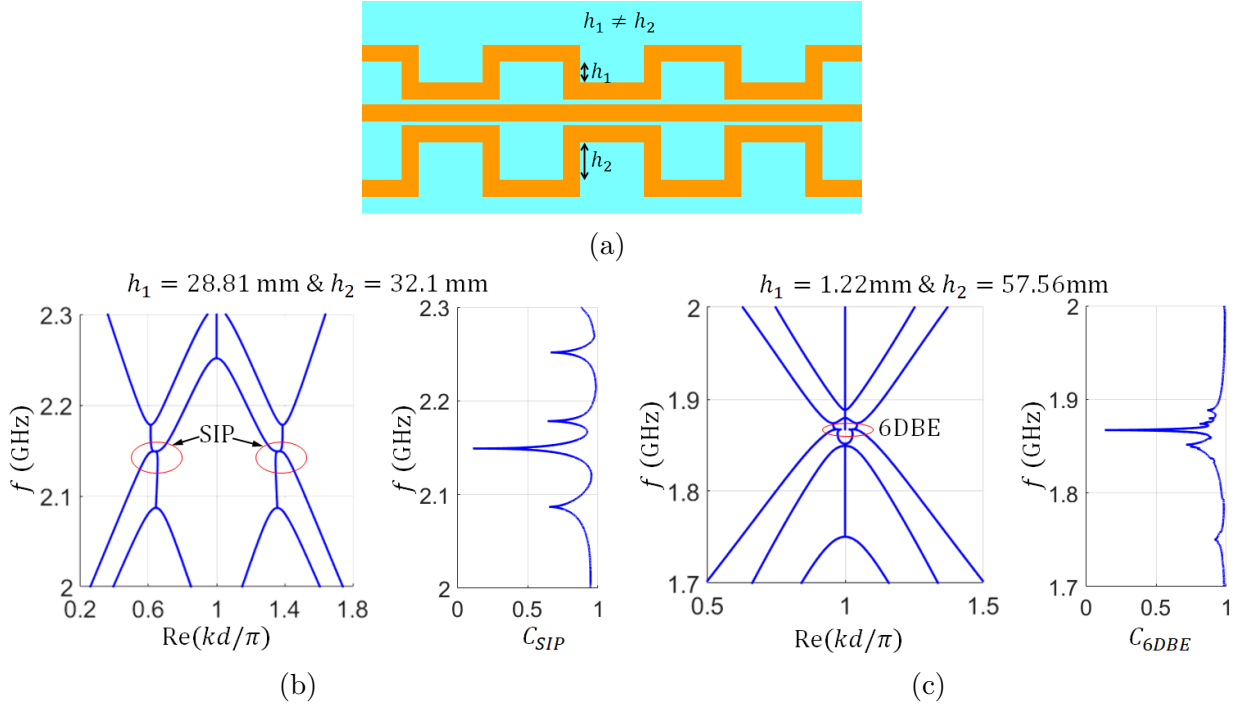 h₁ ≠ h₂
h₁
h₂
(a)
h₁ = 28.81 mm & h₂ = 32.1 mm
h₁ = 1.22mm & h₂ = 57.56mm
f (GHz)
2.3
2.2
2.1
2
0.2 0.6 1 1.4 1.8
Re(kd/π)
SIP
f (GHz)
2.3
2.2
2.1
2
0 0.5 1
C_SIP
(b)
f (GHz)
2
1.9
1.8
1.7
0.5 1 1.5
Re(kd/π)
6DBE
f (GHz)
2
1.9
1.8
1.7
0 0.5 1
C_6DBE
(c)